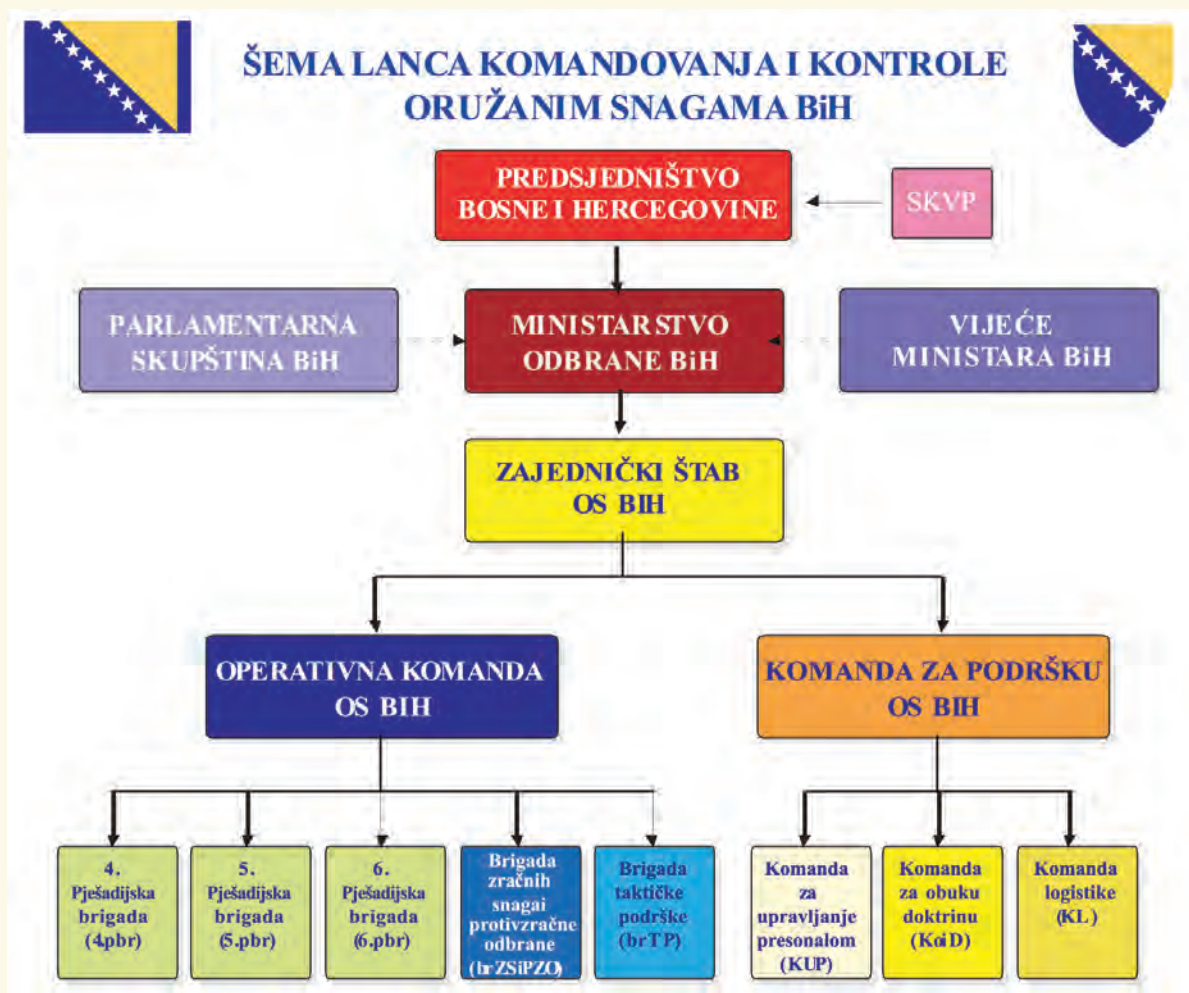 ŠEMA LANCA KOMANDOVANJA I KONTROLE
ORUŽANIM SNAGAMA BiH
PREDSJEDNIŠTVO
BOSNE I HERCEGOVINE
SKVP
PARLAMENTARNA
SKUPŠTINA BiH
MINISTARSTVO
ODBRANE BiH
VIJEĆE
MINISTARA BiH
ZAJEDNIČKI ŠTAB
OS BIH
OPERATIVNA KOMANDA
OS BIH
KOMANDA ZA PODRŠKU
OS BIH
4.
Pješadijska
brigada
(4.pbr)
5.
Pješadijska
brigada
(5.pbr)
6.
Pješadijska
brigada
(6.pbr)
Brigada
zračnih
snagai
protivzračne
odbrane
(brZSiPZO)
Brigada
taktičke
podrške
(brTP)
Komanda
za
upravljanje
presonalom
(KUP)
Komanda
za obuku
doktrinu
(KoiD)
Komanda
logistike
(KL)